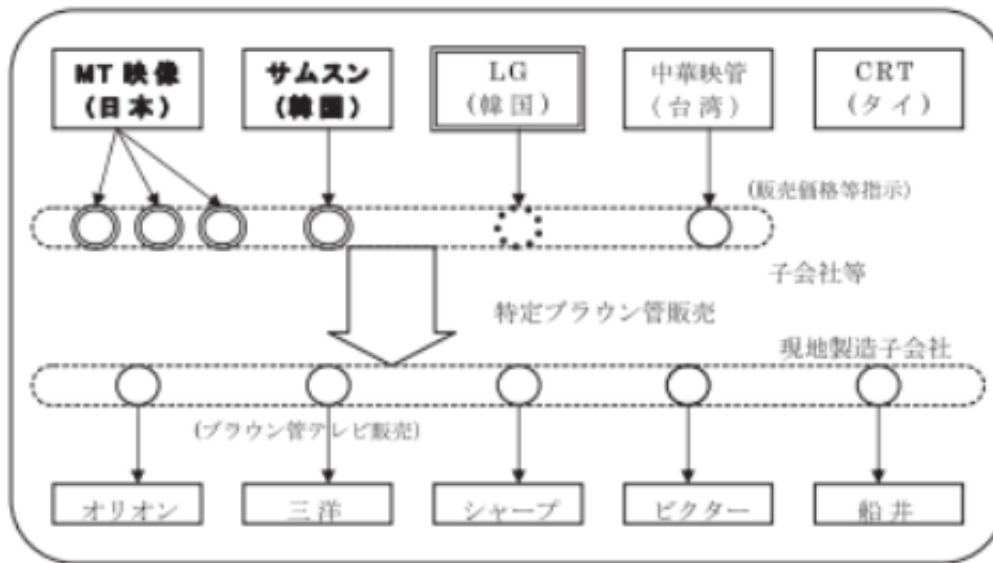 MT 映像
(日本)
サムスン
(韓国)
LG
(韓国)
中華映管
(台湾)
CRT
(タイ)
(販売価格等指示)
子会社等
特定ブラウン管販売
現地製造子会社
(ブラウン管テレビ販売)
オリオン
三洋
シャープ
ビクター
船井